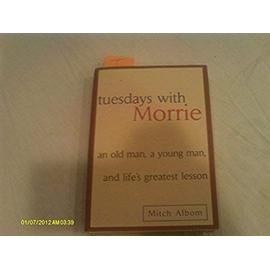 tuesdays with
Morrie
an old man, a young man,
and life's greatest lesson
Mitch Albom
01/07/2012 AM 03:39